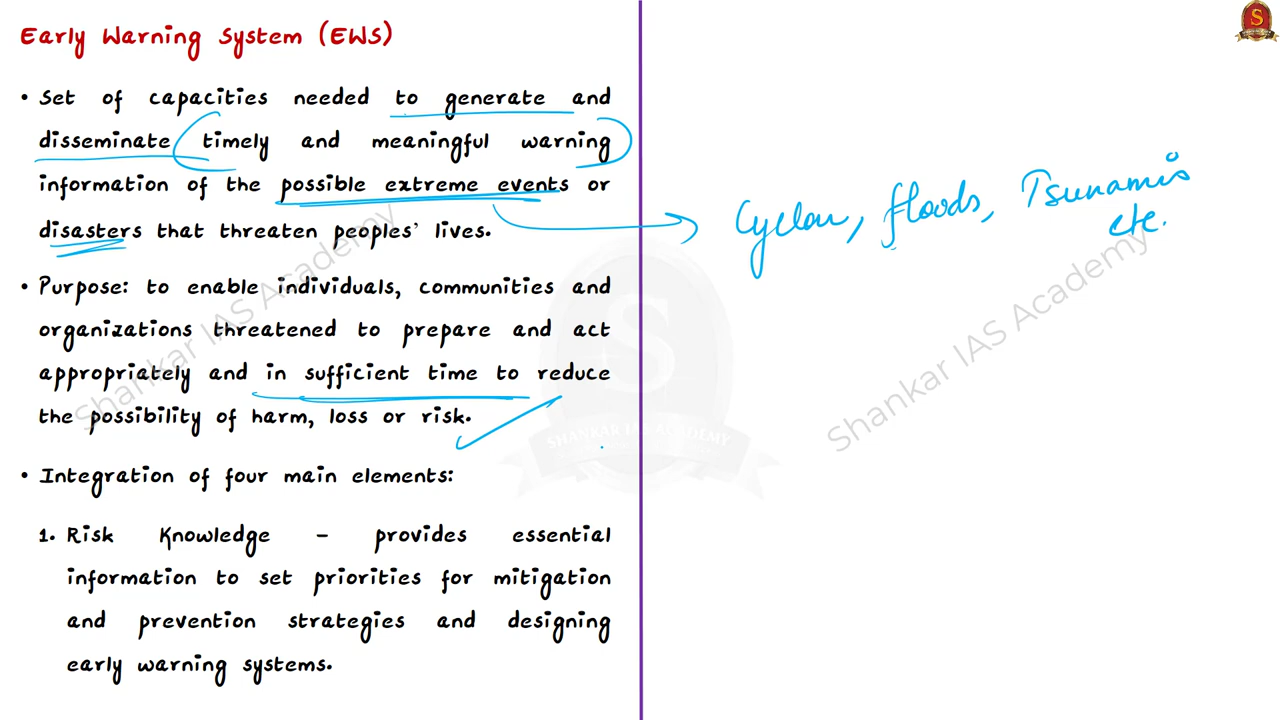 Early Warning System (EWS)
• Set of capacities needed to generate and
disseminate timely and meaningful warning
information of the possible extreme events or
disasters that threaten peoples' lives.
• Purpose: to enable individuals, communities and
organizations threatened to prepare and act
appropriately and in sufficient time to reduce
the possibility of harm, loss or risk.
• Integration of four main elements:
1. Risk Knowledge – provides essential
information to set priorities for mitigation
and prevention strategies and designing
early warning systems.
Cyclon, floods, Tsunamis
etc.
Shankar IAS Academy
Shankar IAS Academy
SHANKAR IAS ACADEMY
S
S